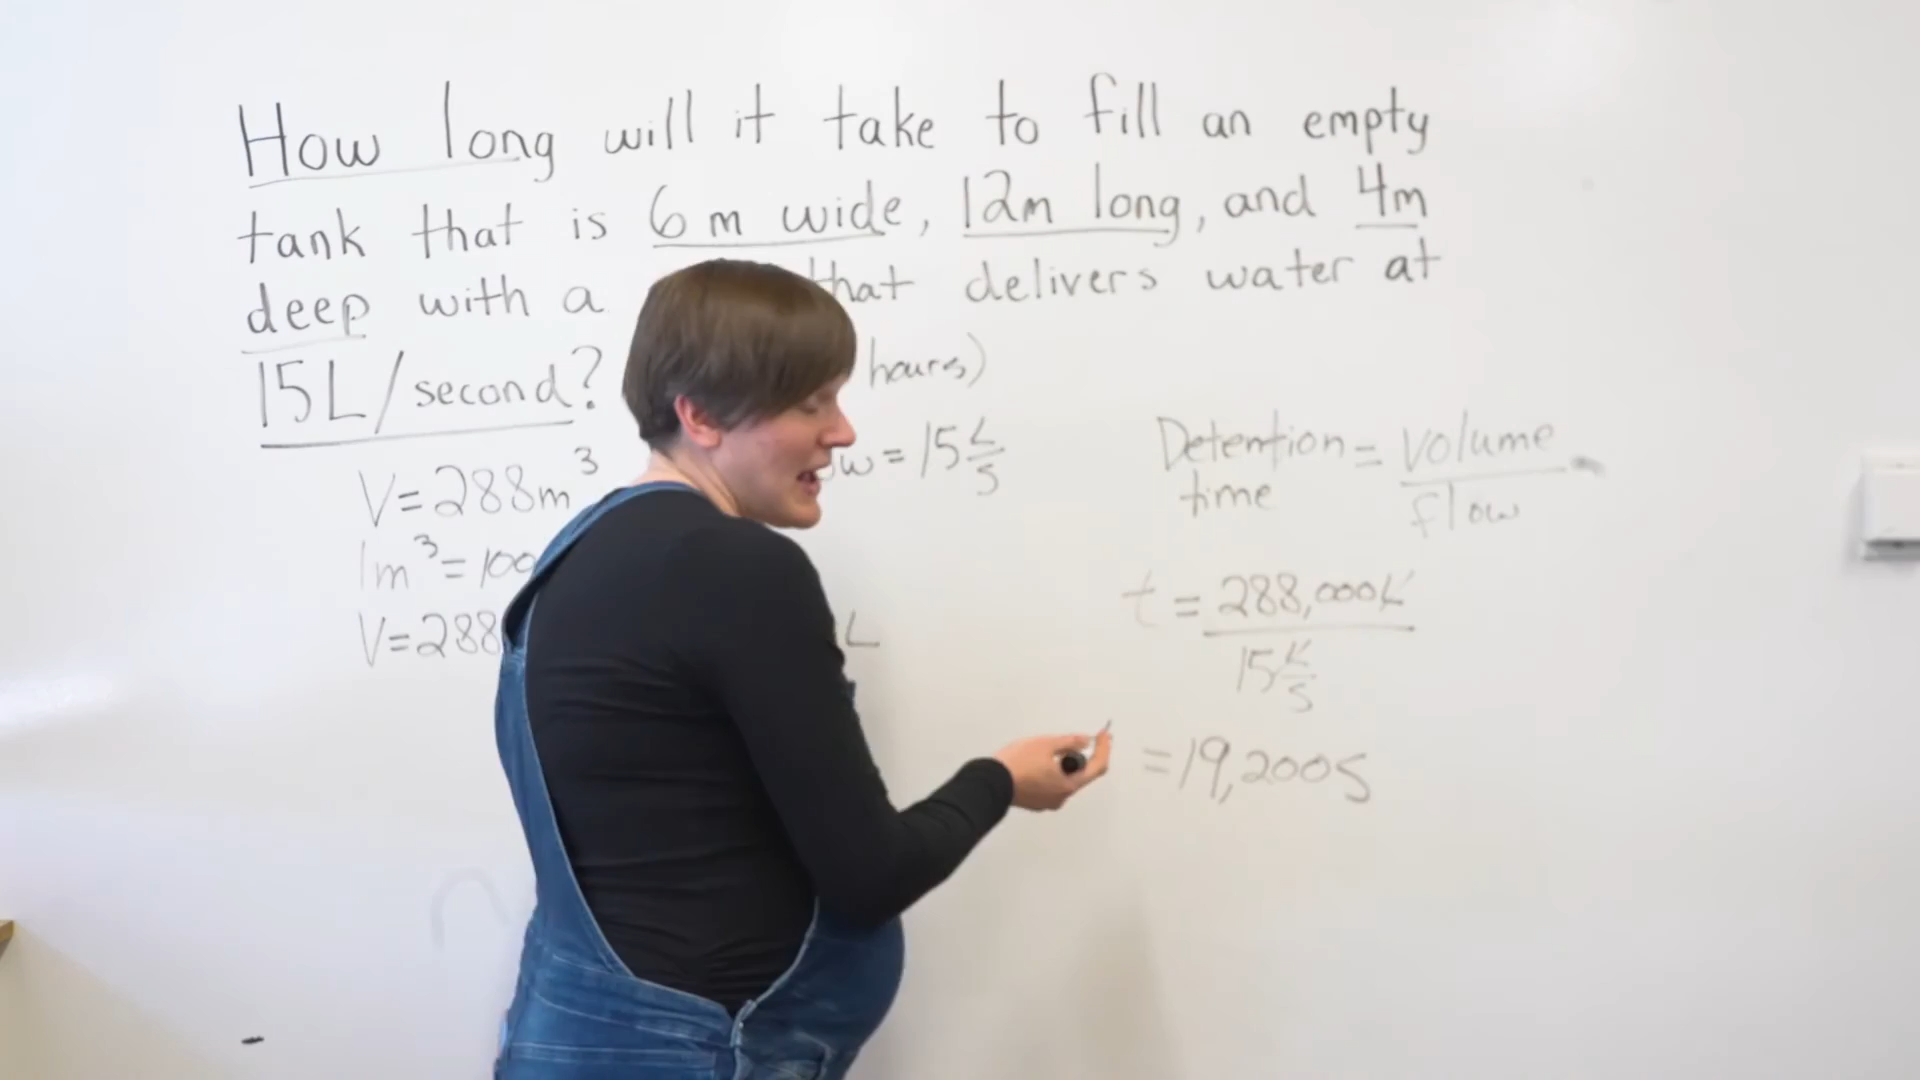 How long will it take to fill an empty
tank that is 6 m wide, 12m long, and 4m
deep with a that delivers water at
15L/second? hours)
V=288m³ = 15 L/s
1m³=
V=288 L
Detention time = volume/flow
t = 288,000L / 15 L/s
=19,200s